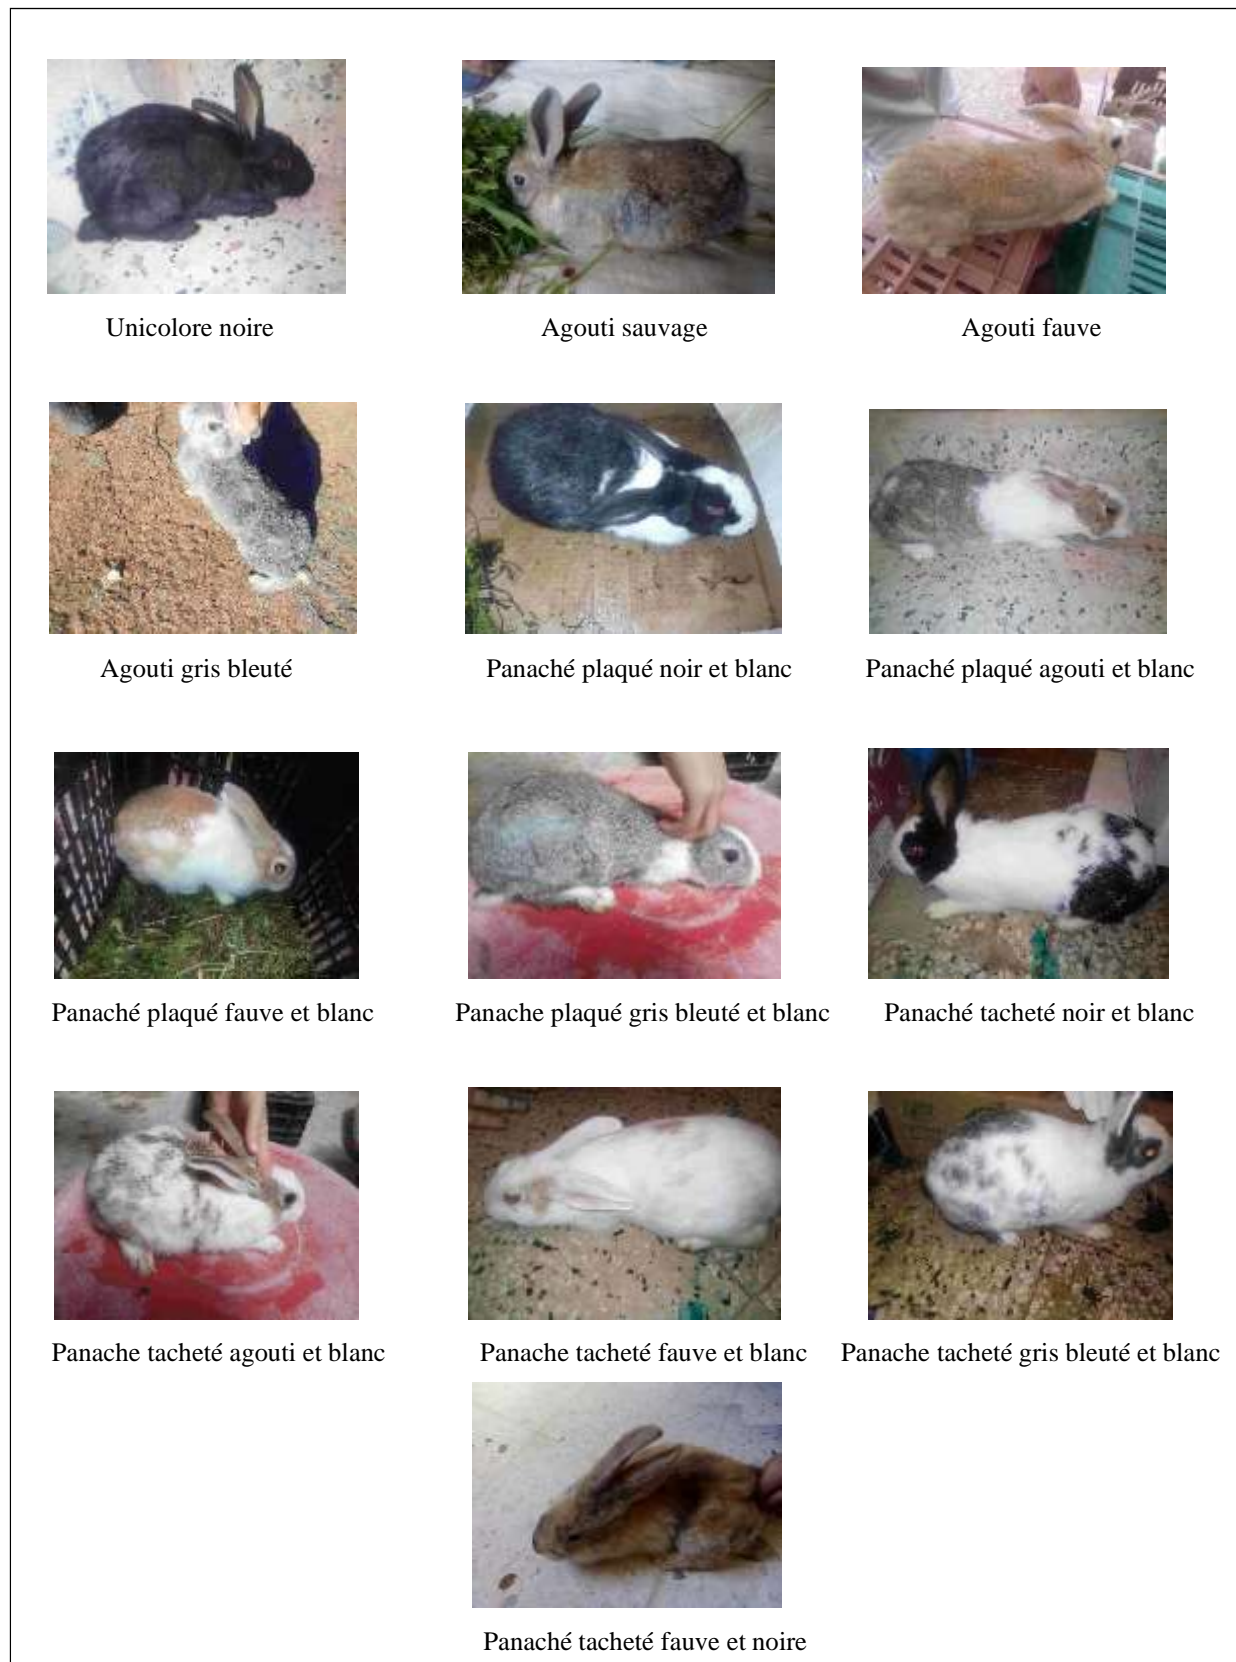 Unicolore noire
Agouti sauvage
Agouti fauve
Agouti gris bleuté
Panaché plaqué noir et blanc
Panaché plaqué agouti et blanc
Panaché plaqué fauve et blanc
Panache plaqué gris bleuté et blanc
Panaché tacheté noir et blanc
Panache tacheté agouti et blanc
Panache tacheté fauve et blanc
Panache tacheté gris bleuté et blanc
Panaché tacheté fauve et noire